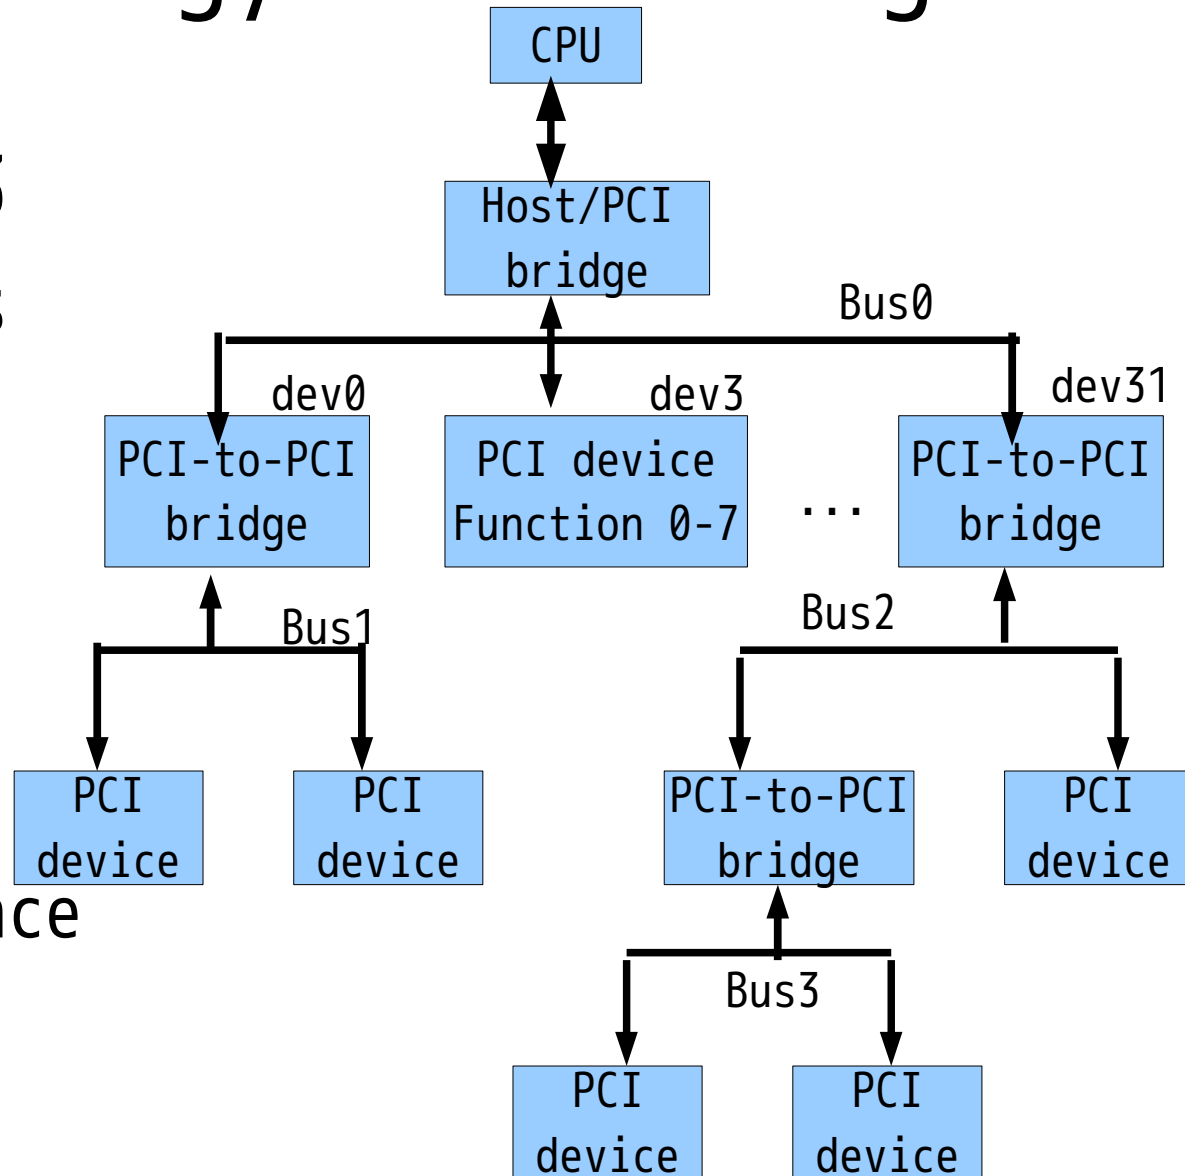 CPU
Host/PCI
bridge
Bus0
dev0
dev3
dev31
PCI-to-PCI
bridge
PCI device
Function 0-7
...
PCI-to-PCI
bridge
Bus1
Bus2
PCI
device
PCI
device
PCI-to-PCI
bridge
PCI
device
Bus3
PCI
device
PCI
device